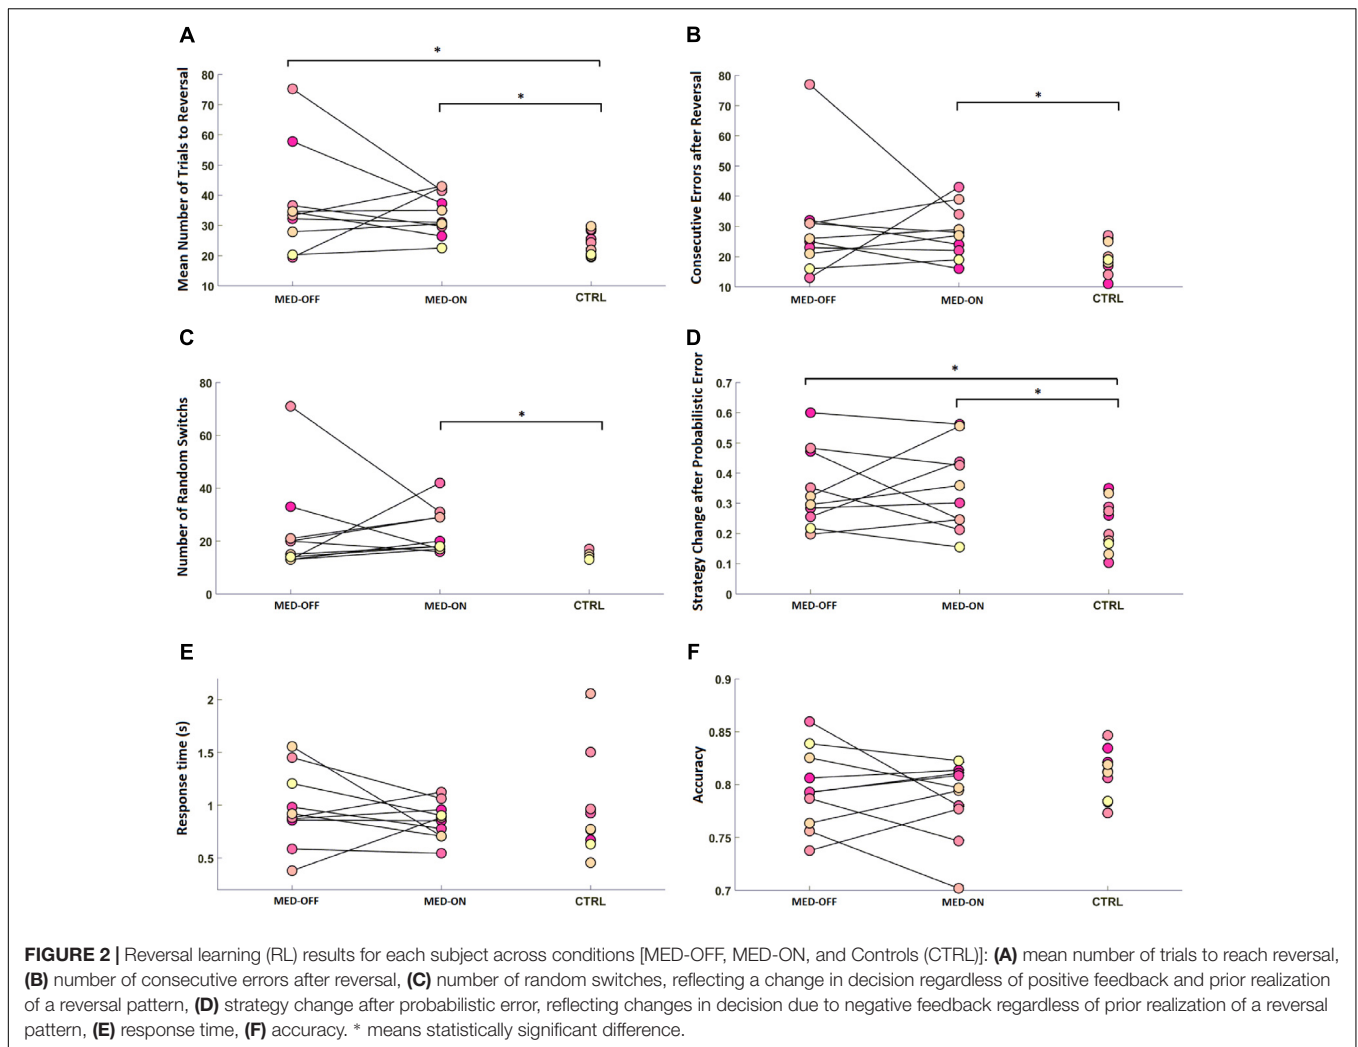 A
*
*
Mean Number of Trials to Reversal
80
70
60
50
40
30
20
10
MED-OFF
MED-ON
CTRL
B
*
Consecutive Errors after Reversal
80
70
60
50
40
30
20
10
MED-OFF
MED-ON
CTRL
C
*
Number of Random Switchs
80
60
40
20
0
MED-OFF
MED-ON
CTRL
D
*
*
Strategy Change after Probabilistic Error
0.7
0.6
0.5
0.4
0.3
0.2
0.1
0
MED-OFF
MED-ON
CTRL
E
Response time (s)
2
1.5
1
0.5
MED-OFF
MED-ON
CTRL
F
Accuracy
0.9
0.85
0.8
0.75
0.7
MED-OFF
MED-ON
CTRL
FIGURE 2 | Reversal learning (RL) results for each subject across conditions [MED-OFF, MED-ON, and Controls (CTRL)]: (A) mean number of trials to reach reversal,
(B) number of consecutive errors after reversal, (C) number of random switches, reflecting a change in decision regardless of positive feedback and prior realization
of a reversal pattern, (D) strategy change after probabilistic error, reflecting changes in decision due to negative feedback regardless of prior realization of a reversal
pattern, (E) response time, (F) accuracy. * means statistically significant difference.